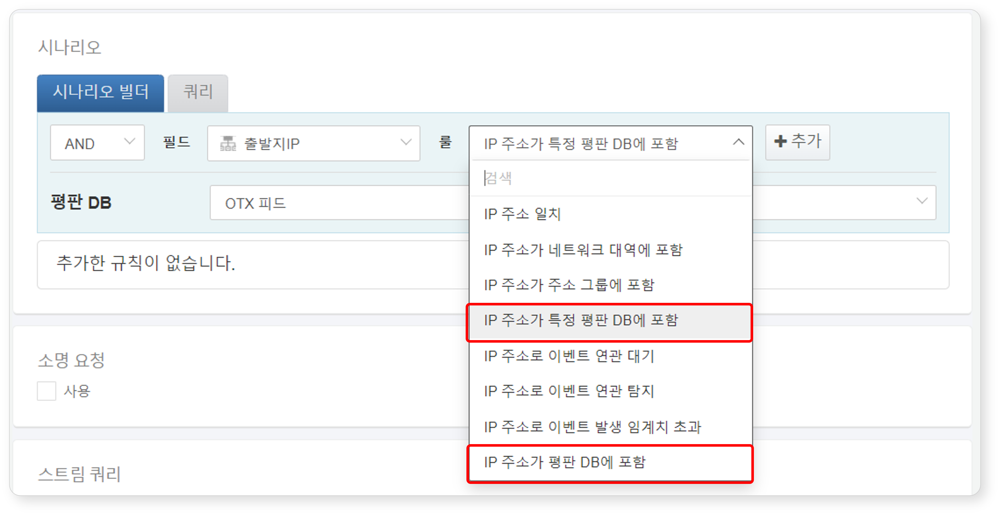 시나리오
시나리오 빌더 쿼리
AND 필드 출발지IP 룰 IP 주소가 특정 평판 DB에 포함 추가
검색
평판 DB OTX 피드
IP 주소 일치
IP 주소가 네트워크 대역에 포함
추가한 규칙이 없습니다.
IP 주소가 주소 그룹에 포함
IP 주소가 특정 평판 DB에 포함
IP 주소로 이벤트 연관 대기
소명 요청
사용
IP 주소로 이벤트 연관 탐지
IP 주소로 이벤트 발생 임계치 초과
IP 주소가 평판 DB에 포함
스트림 쿼리